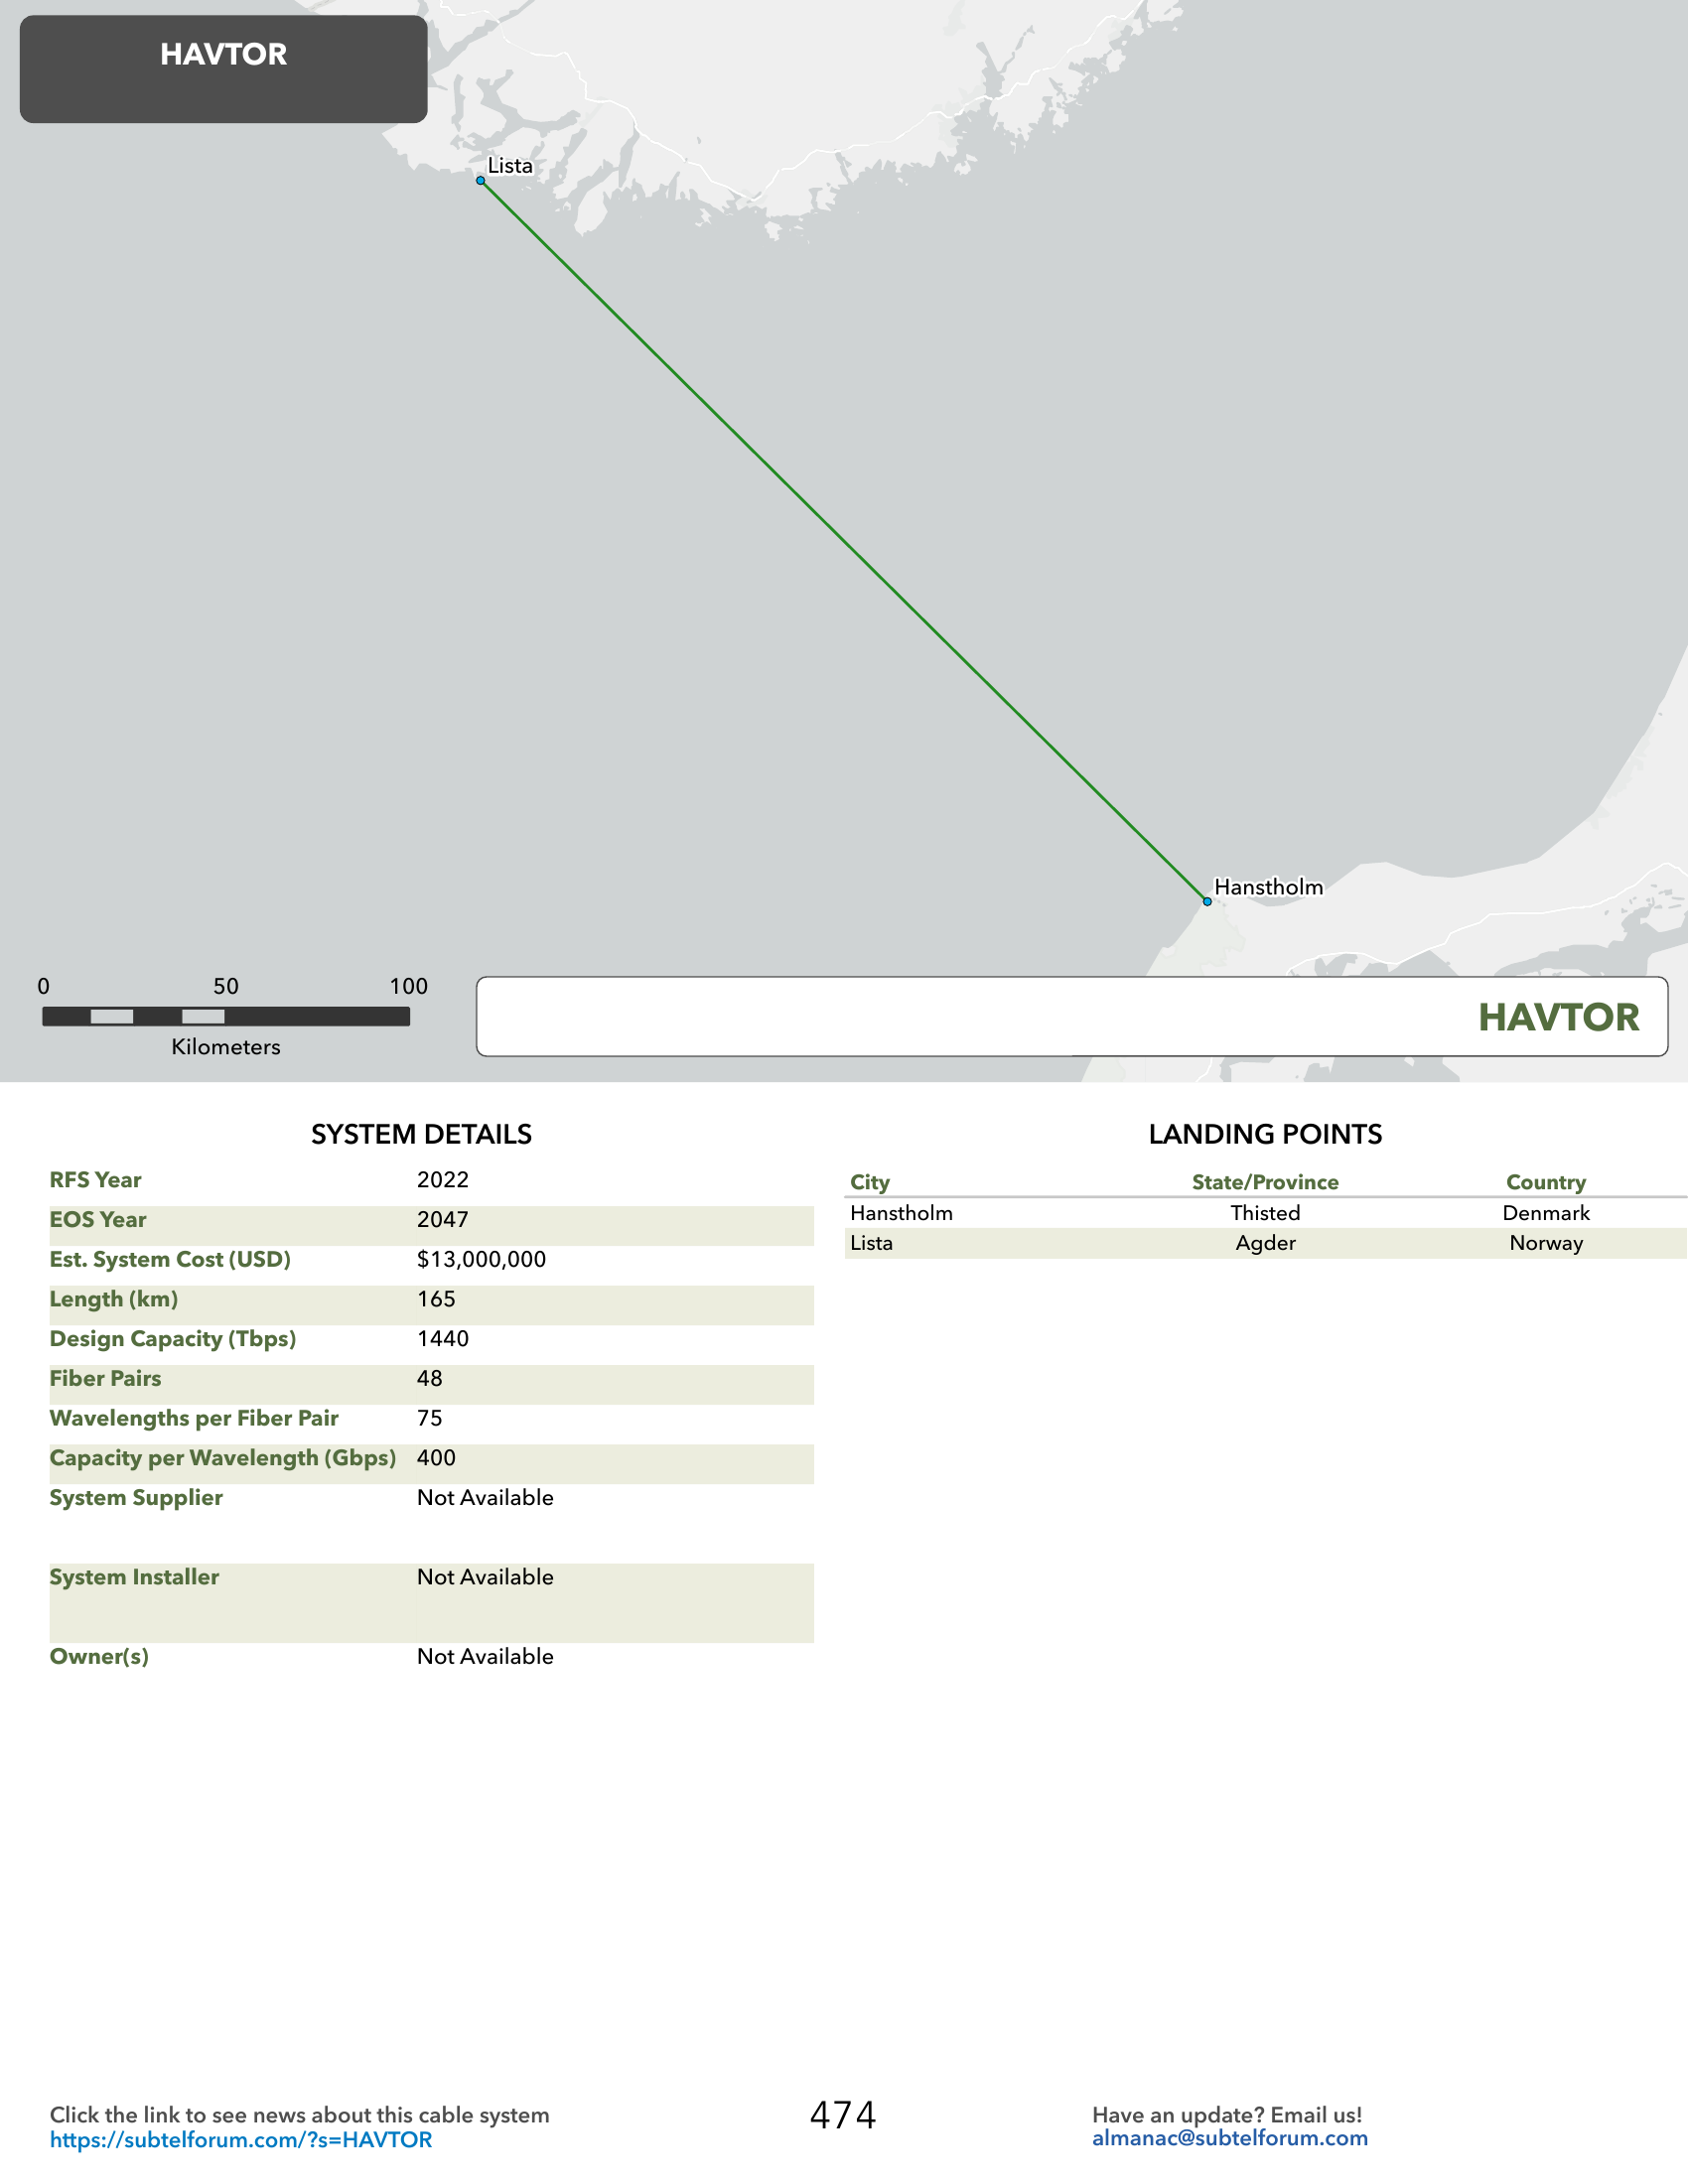 HAVTOR
Lista
Hanstholm
0 50 100
Kilometers
HAVTOR
SYSTEM DETAILS
RFS Year 2022
EOS Year 2047
Est. System Cost (USD) $13,000,000
Length (km) 165
Design Capacity (Tbps) 1440
Fiber Pairs 48
Wavelengths per Fiber Pair 75
Capacity per Wavelength (Gbps) 400
System Supplier Not Available
System Installer Not Available
Owner(s) Not Available
LANDING POINTS
City State/Province Country
Hanstholm Thisted Denmark
Lista Agder Norway
Click the link to see news about this cable system
https://subtelforum.com/?s=HAVTOR
474
Have an update? Email us!
almanac@subtelforum.com